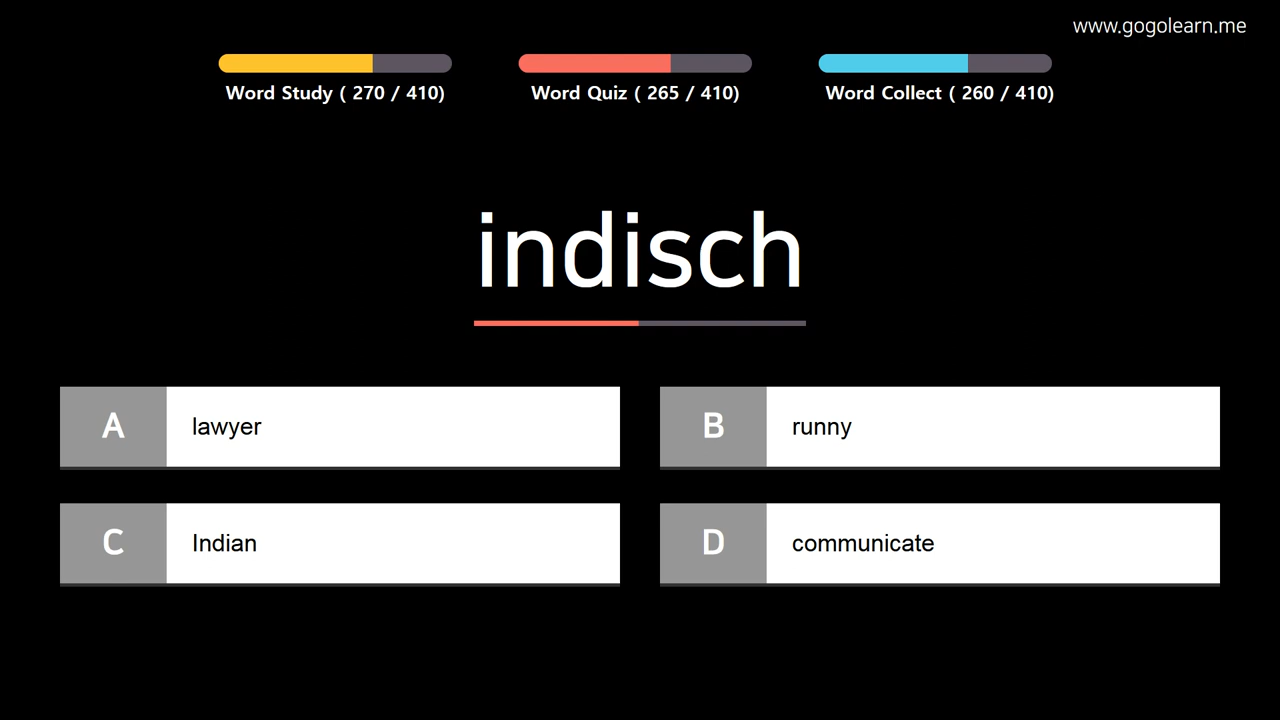 www.gogolearn.me
Word Study ( 270 / 410)
Word Quiz ( 265 / 410)
Word Collect ( 260 / 410)
indisch
A
lawyer
B
runny
C
Indian
D
communicate